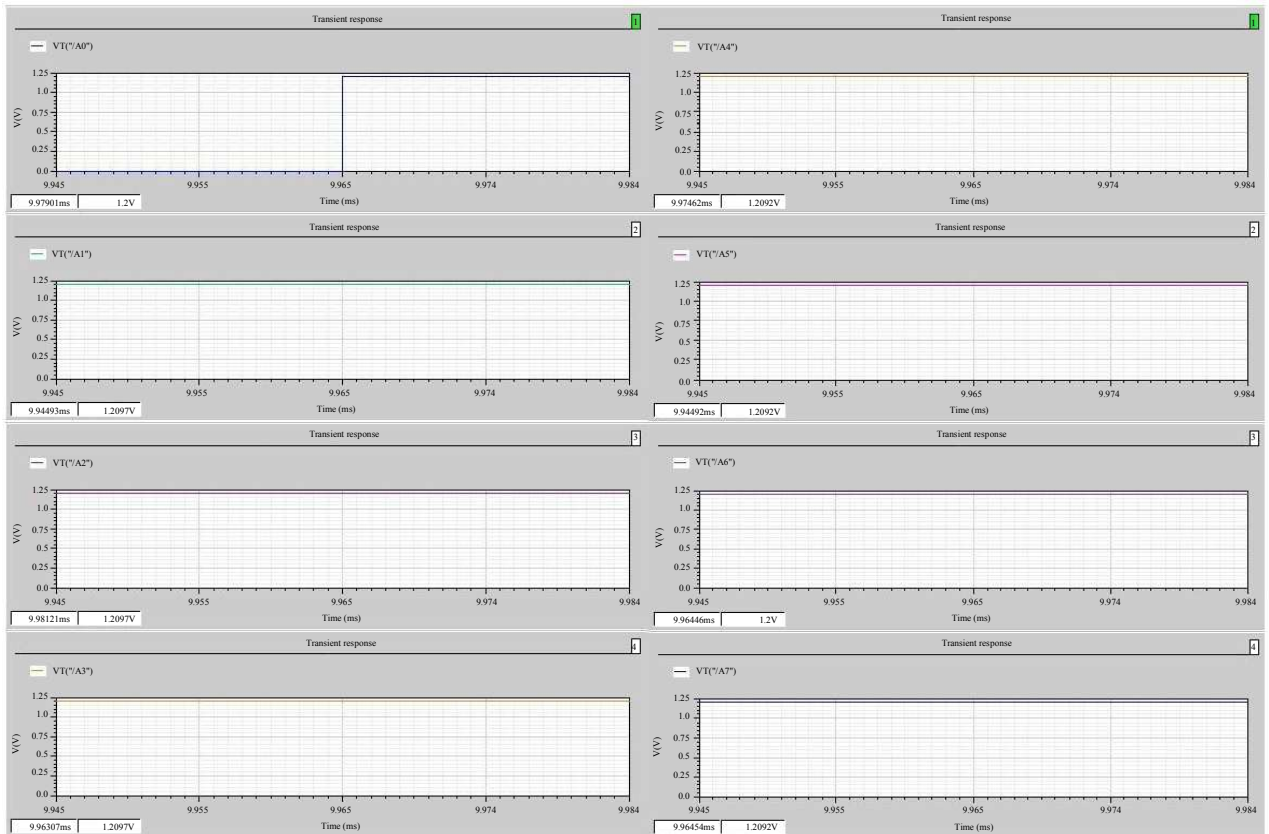 Transient response
1
VT("/A0")
1.25
1.0
0.75
0.5
0.25
0.0
V(V)
9.945 9.955 9.965 9.974 9.984
Time (ms)
9.97901ms 1.2V
Transient response
2
VT("/A1")
1.25
1.0
0.75
0.5
0.25
0.0
V(V)
9.945 9.955 9.965 9.974 9.984
Time (ms)
9.94493ms 1.2097V
Transient response
3
VT("/A2")
1.25
1.0
0.75
0.5
0.25
0.0
V(V)
9.945 9.955 9.965 9.974 9.984
Time (ms)
9.98121ms 1.2097V
Transient response
4
VT("/A3")
1.25
1.0
0.75
0.5
0.25
0.0
V(V)
9.945 9.955 9.965 9.974 9.984
Time (ms)
9.96307ms 1.2097V
Transient response
1
VT("/A4")
1.25
1.0
0.75
0.5
0.25
0.0
V(V)
9.945 9.955 9.965 9.974 9.984
Time (ms)
9.97462ms 1.2092V
Transient response
2
VT("/A5")
1.25
1.0
0.75
0.5
0.25
0.0
V(V)
9.945 9.955 9.965 9.974 9.984
Time (ms)
9.94492ms 1.2092V
Transient response
3
VT("/A6")
1.25
1.0
0.75
0.5
0.25
0.0
V(V)
9.945 9.955 9.965 9.974 9.984
Time (ms)
9.96446ms 1.2V
Transient response
4
VT("/A7")
1.25
1.0
0.75
0.5
0.25
0.0
V(V)
9.945 9.955 9.965 9.974 9.984
Time (ms)
9.96454ms 1.2092V